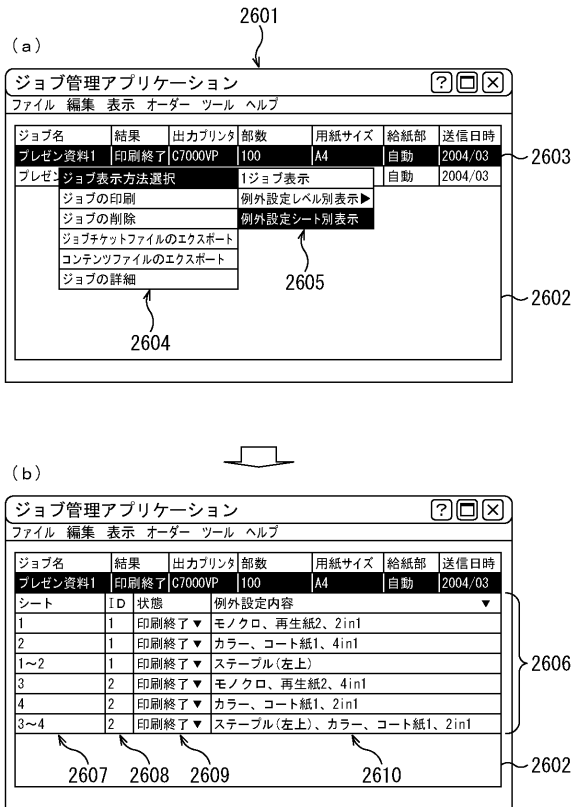 2601
(a)
ジョブ管理アプリケーション ?
ファイル 編集 表示 オーダー ツール ヘルプ
ジョブ名 結果 出力プリンタ 部数 用紙サイズ 給紙部 送信日時
プレゼン資料1 印刷終了 C7000VP 100 A4 自動 2004/03 2603
プレゼ ジョブ表示方法選択 1ジョブ表示 自動 2004/03
ジョブの印刷 例外設定レベル別表示▶
ジョブの削除 例外設定シート別表示
ジョブチケットファイルのエクスポート
コンテンツファイルのエクスポート 2605
ジョブの詳細 2602
2604
(b)
ジョブ管理アプリケーション ?
ファイル 編集 表示 オーダー ツール ヘルプ
ジョブ名 結果 出力プリンタ 部数 用紙サイズ 給紙部 送信日時
プレゼン資料1 印刷終了 C7000VP 100 A4 自動 2004/03
シート ID 状態 例外設定内容 ▼
1 1 印刷終了▼ モノクロ、再生紙2、2in1
2 1 印刷終了▼ カラー、コート紙1、4in1
1~2 1 印刷終了▼ ステープル(左上) 2606
3 2 印刷終了▼ モノクロ、再生紙2、4in1
4 2 印刷終了▼ カラー、コート紙1、2in1
3~4 2 印刷終了▼ ステープル(左上)、カラー、コート紙1、2in1
2607 2608 2609 2610 2602